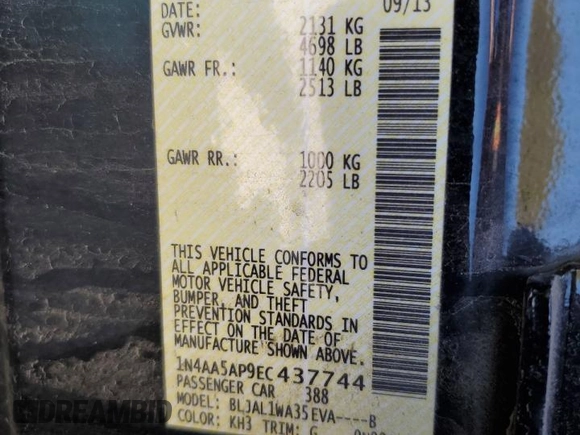 DATE: 09/13
GVWR: 2131 KG
4698 LB
GAWR FR.: 1140 KG
2513 LB
GAWR RR.: 1000 KG
2205 LB
THIS VEHICLE CONFORMS TO
ALL APPLICABLE FEDERAL
MOTOR VEHICLE SAFETY,
BUMPER, AND THEFT
PREVENTION STANDARDS IN
EFFECT ON THE DATE OF
MANUFACTURE SHOWN ABOVE.
1N4AA5AP9EC437744
PASSENGER CAR 388
MODEL: BLJAL1WA35EVA----B
COLOR: KH3 TRIM: G
DREAMBID